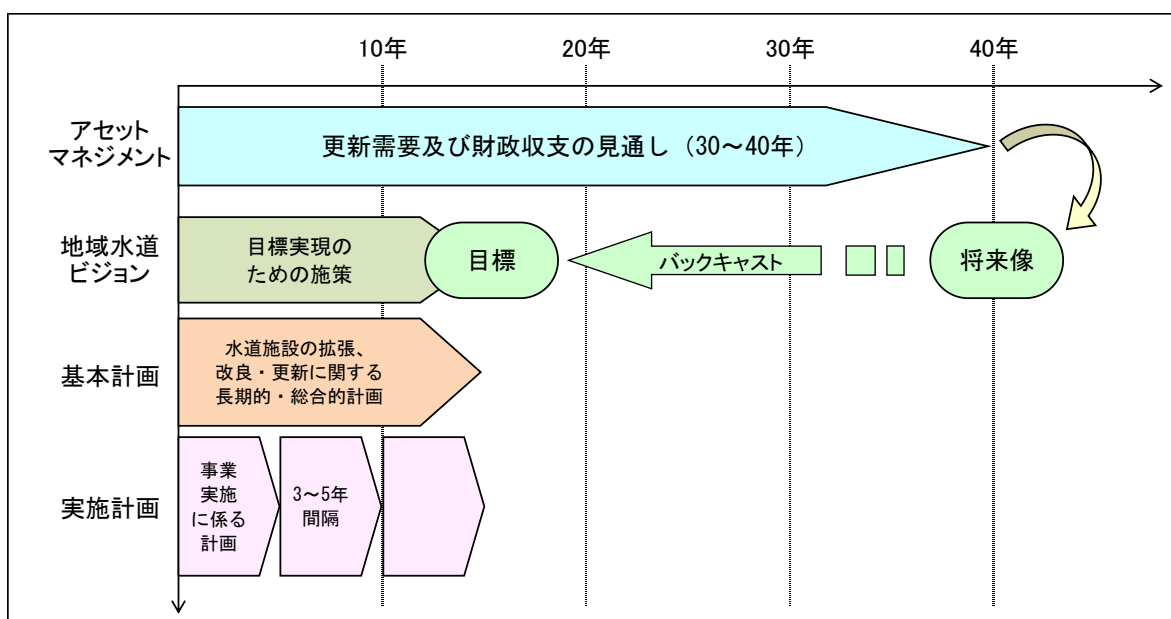 10年
20年
30年
40年
アセット
マネジメント
更新需要及び財政収支の見通し（30～40年）
地域水道
ビジョン
目標実現の
ための施策
目標
バックキャスト
将来像
基本計画
水道施設の拡張、
改良・更新に関する
長期的・総合的計画
実施計画
事業
実施
に係る
計画
3～5年
間隔